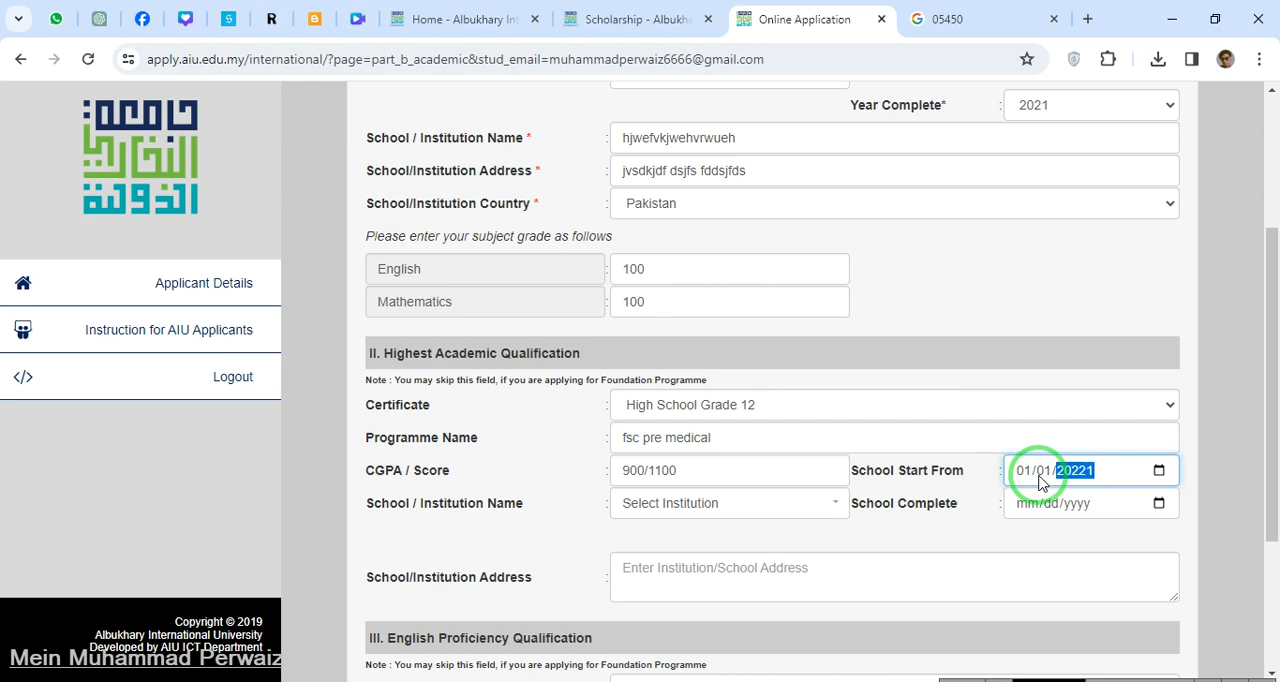 Home - Albukhary Int
Scholarship - Albukha
Online Application
05450
apply.aiu.edu.my/international/?page=part_b_academic&stud_email=muhammadperwaiz6666@gmail.com
جامعة
البخاري
الدولية
Applicant Details
Instruction for AIU Applicants
Logout
Year Complete* : 2021
School / Institution Name * : hjwefvkjwehvrwueh
School/Institution Address * : jvsdkjdf dsjfs fddsjfds
School/Institution Country * : Pakistan
Please enter your subject grade as follows
English : 100
Mathematics : 100
II. Highest Academic Qualification
Note : You may skip this field, if you are applying for Foundation Programme
Certificate : High School Grade 12
Programme Name : fsc pre medical
CGPA / Score : 900/1100 School Start From : 01/01/20221
School / Institution Name : Select Institution School Complete : mm/dd/yyyy
School/Institution Address : Enter Institution/School Address
III. English Proficiency Qualification
Note : You may skip this field, if you are applying for Foundation Programme
Copyright © 2019
Albukhary International University
Developed by AIU ICT Department
Mein Muhammad Perwaiz